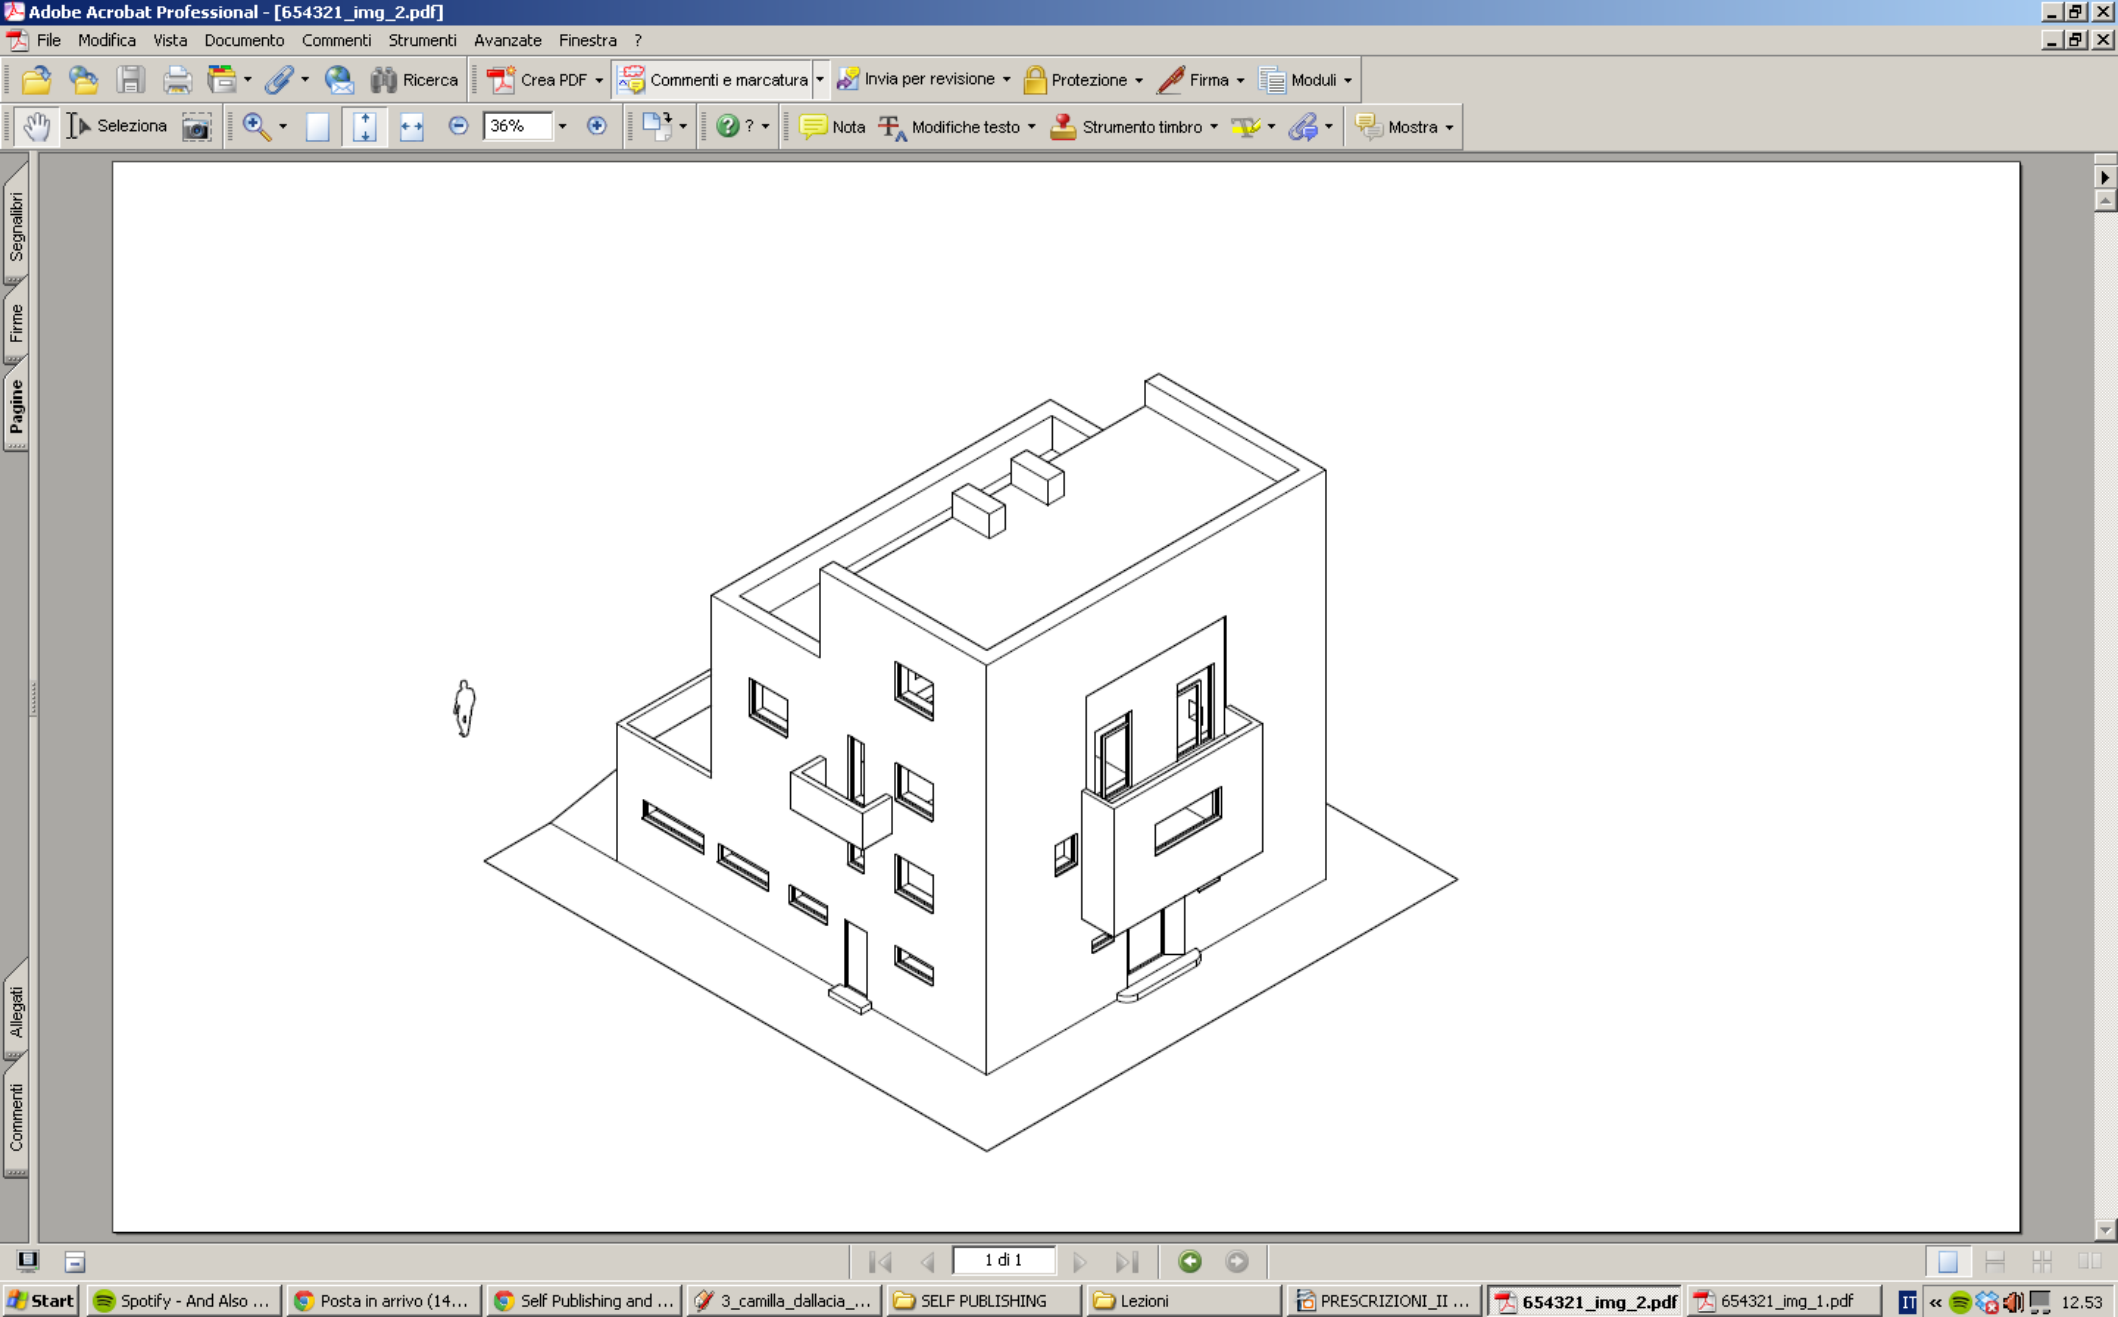 Adobe Acrobat Professional - [654321_img_2.pdf]
File Modifica Vista Documento Commenti Strumenti Avanzate Finestra ?
Ricerca Crea PDF Commenti e marcatura Invia per revisione Protezione Firma Moduli
Seleziona 36% ? Nota Modifiche testo Strumento timbro Mostra
Segnalibri
Firme
Pagine
Allegati
Commenti
1 di 1
Start Spotify - And Also ... Posta in arrivo (14... Self Publishing and ... 3_camilla_dallacia_... SELF PUBLISHING Lezioni PRESCRIZIONI_II ... 654321_img_2.pdf 654321_img_1.pdf IT « 12.53